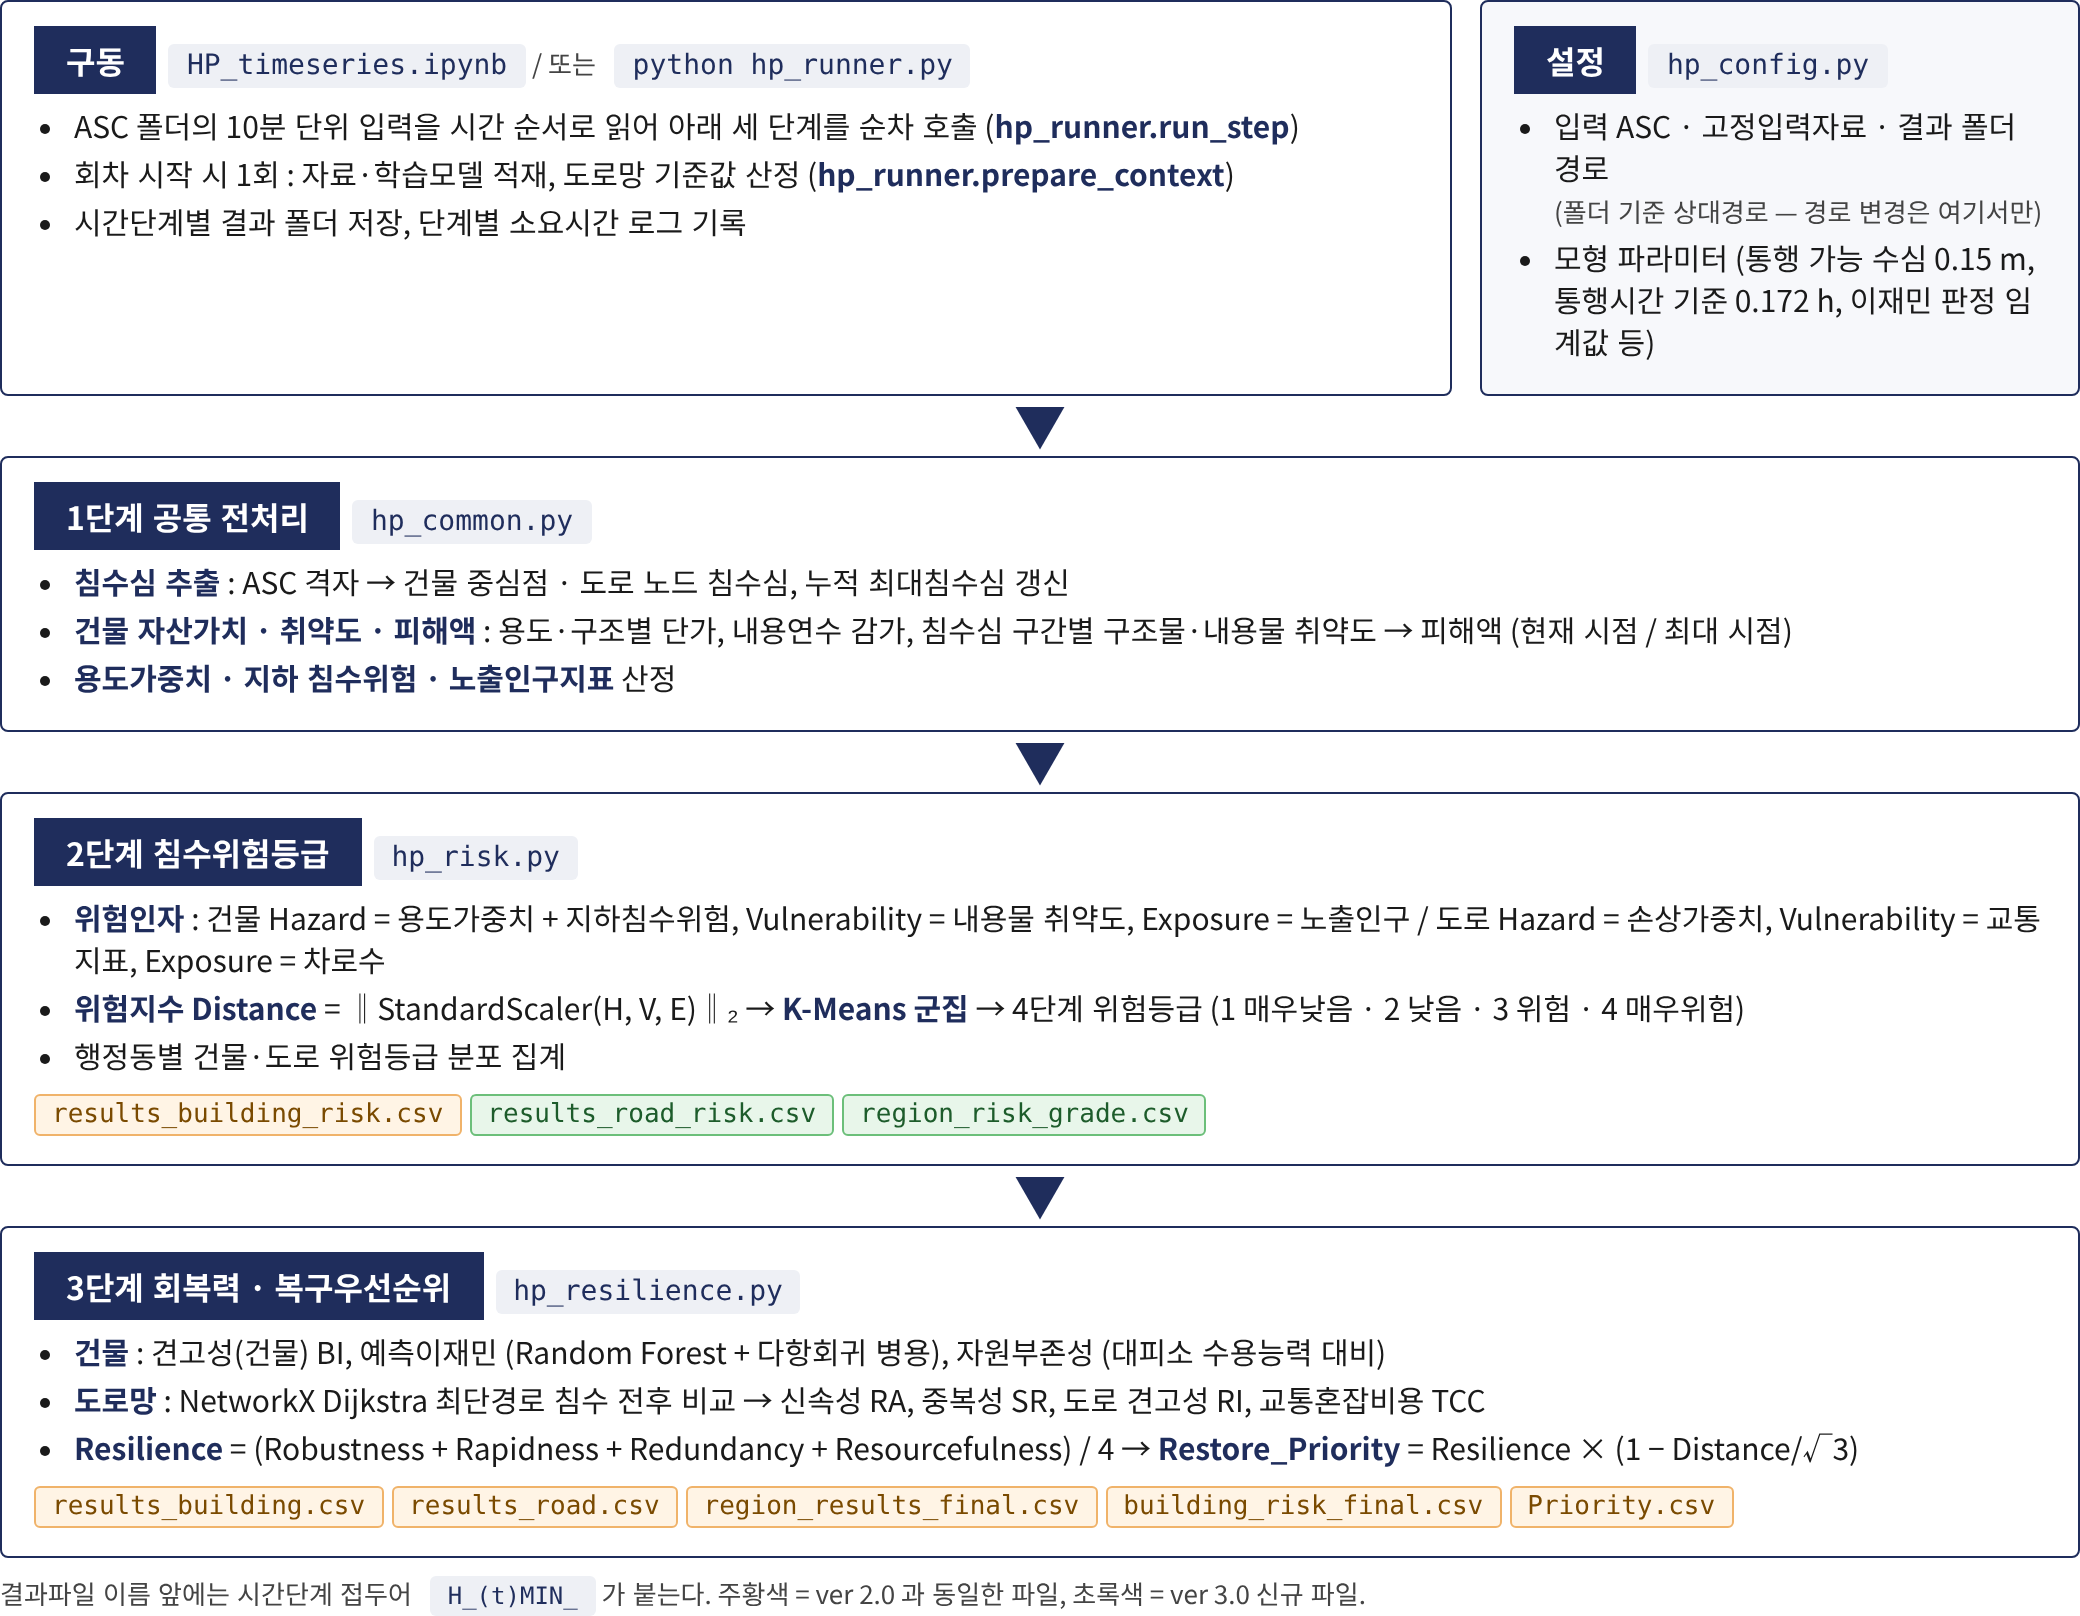 구동 HP_timeseries.ipynb / 또는 python hp_runner.py
• ASC 폴더의 10분 단위 입력을 시간 순서로 읽어 아래 세 단계를 순차 호출 (hp_runner.run_step)
• 회차 시작 시 1회 : 자료·학습모델 적재, 도로망 기준값 산정 (hp_runner.prepare_context)
• 시간단계별 결과 폴더 저장, 단계별 소요시간 로그 기록
설정 hp_config.py
• 입력 ASC · 고정입력자료 · 결과 폴더
경로
(폴더 기준 상대경로 — 경로 변경은 여기서만)
• 모형 파라미터 (통행 가능 수심 0.15 m,
통행시간 기준 0.172 h, 이재민 판정 임
계값 등)
1단계 공통 전처리 hp_common.py
• 침수심 추출 : ASC 격자 → 건물 중심점 · 도로 노드 침수심, 누적 최대침수심 갱신
• 건물 자산가치 · 취약도 · 피해액 : 용도·구조별 단가, 내용연수 감가, 침수심 구간별 구조물·내용물 취약도 → 피해액 (현재 시점 / 최대 시점)
• 용도가중치 · 지하 침수위험 · 노출인구지표 산정
2단계 침수위험등급 hp_risk.py
• 위험인자 : 건물 Hazard = 용도가중치 + 지하침수위험, Vulnerability = 내용물 취약도, Exposure = 노출인구 / 도로 Hazard = 손상가중치, Vulnerability = 교통
지표, Exposure = 차로수
• 위험지수 Distance = ‖ StandardScaler(H, V, E) ‖₂ → K-Means 군집 → 4단계 위험등급 (1 매우낮음 · 2 낮음 · 3 위험 · 4 매우위험)
• 행정동별 건물·도로 위험등급 분포 집계
results_building_risk.csv results_road_risk.csv region_risk_grade.csv
3단계 회복력 · 복구우선순위 hp_resilience.py
• 건물 : 견고성(건물) BI, 예측이재민 (Random Forest + 다항회귀 병용), 자원부존성 (대피소 수용능력 대비)
• 도로망 : NetworkX Dijkstra 최단경로 침수 전후 비교 → 신속성 RA, 중복성 SR, 도로 견고성 RI, 교통혼잡비용 TCC
• Resilience = (Robustness + Rapidness + Redundancy + Resourcefulness) / 4 → Restore_Priority = Resilience × (1 − Distance/√3)
results_building.csv results_road.csv region_results_final.csv building_risk_final.csv Priority.csv
결과파일 이름 앞에는 시간단계 접두어 H_(t)MIN_ 가 붙는다. 주황색 = ver 2.0 과 동일한 파일, 초록색 = ver 3.0 신규 파일.